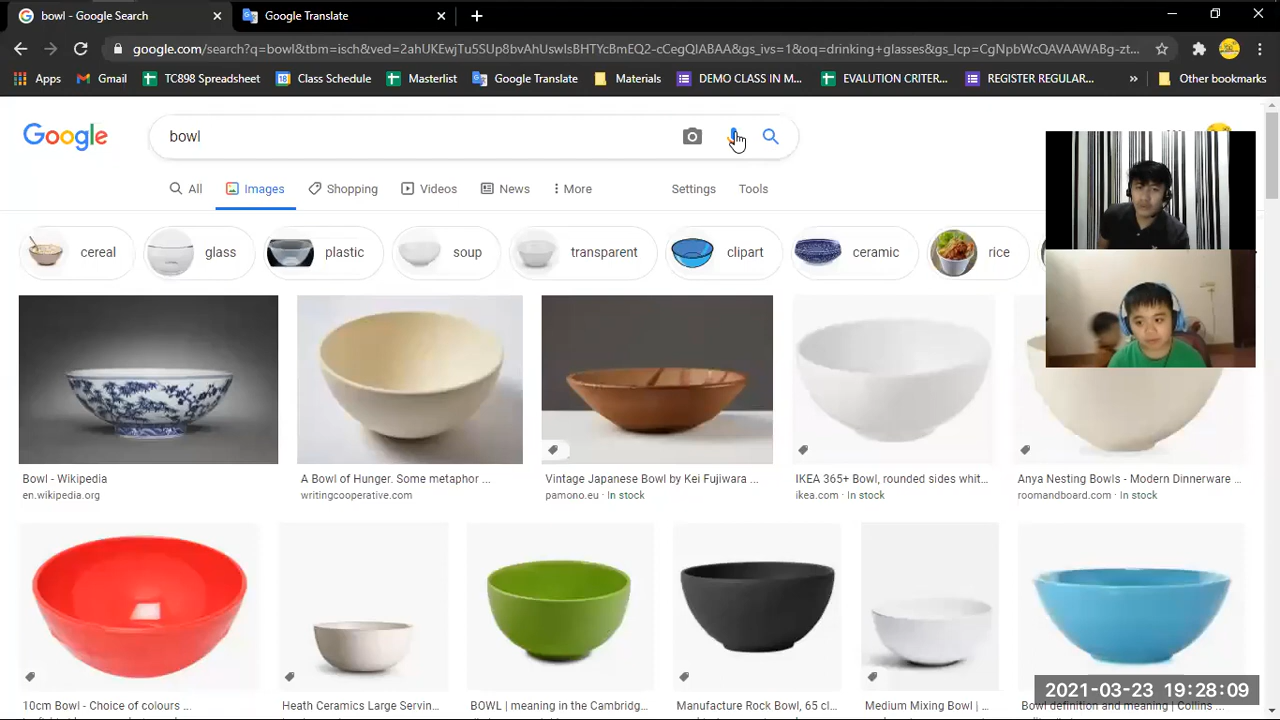 bowl - Google Search
Google Translate
google.com/search?q=bowl&tbm=isch&ved=2ahUKEwjTu5SUp8bvAhUswIsBHTYcBmEQ2-cCegQIABAA&gs_ivs=1&oq=drinking+glasses&gs_lcp=CgNpbWcQAVAAWABg-zt...
Apps
Gmail
TC898 Spreadsheet
Class Schedule
Masterlist
Google Translate
Materials
DEMO CLASS IN M...
EVALUTION CRITER...
REGISTER REGULAR...
Other bookmarks
Google
bowl
All
Images
Shopping
Videos
News
More
Settings
Tools
cereal
glass
plastic
soup
transparent
clipart
ceramic
rice
Bowl - Wikipedia
en.wikipedia.org
A Bowl of Hunger. Some metaphor ...
writingcooperative.com
Vintage Japanese Bowl by Kei Fujiwara ...
pamono.eu · In stock
IKEA 365+ Bowl, rounded sides whit...
ikea.com · In stock
Anya Nesting Bowls - Modern Dinnerware ...
roomandboard.com · In stock
10cm Bowl - Choice of colours ...
Heath Ceramics Large Servin...
BOWL | meaning in the Cambridg...
Manufacture Rock Bowl, 65 cl...
Medium Mixing Bowl | ...
Bowl definition and meaning | Collins ...
2021-03-23 19:28:09